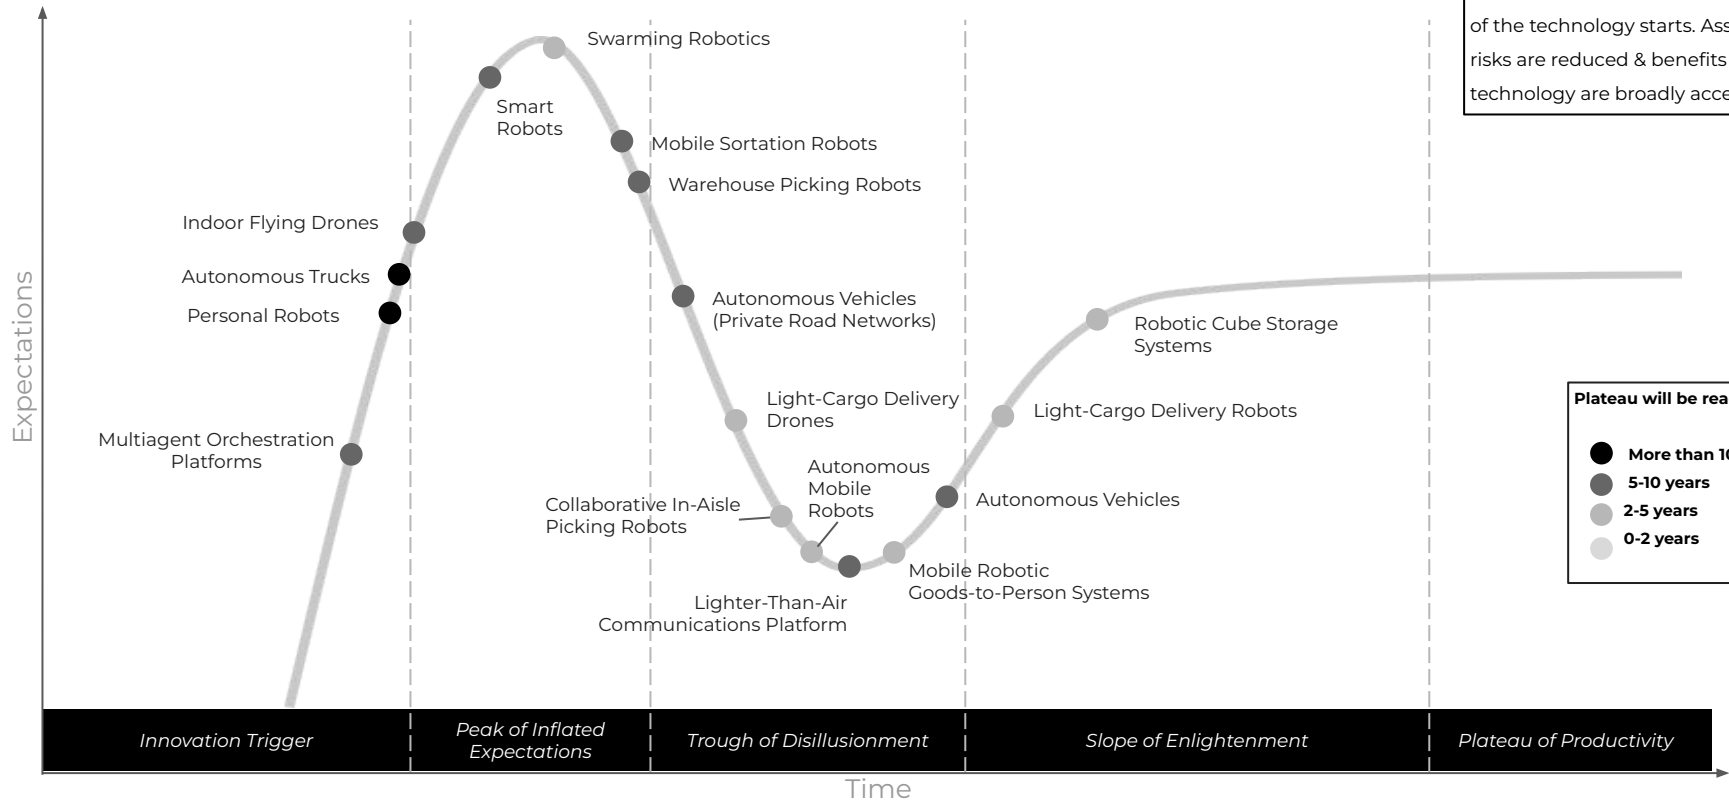 of the technology starts.
risks are reduced & benefits
technology are broadly
Swarming Robotics
Smart
Robots
Mobile Sortation Robots
Warehouse Picking Robots
Indoor Flying Drones
Autonomous Trucks
Personal Robots
Multiagent Orchestration
Platforms
Autonomous Vehicles
(Private Road Networks)
Light-Cargo Delivery
Drones
Autonomous
Mobile
Robots
Collaborative In-Aisle
Picking Robots
Lighter-Than-Air
Communications Platform
Mobile Robotic
Goods-to-Person Systems
Autonomous Vehicles
Light-Cargo Delivery Robots
Robotic Cube Storage
Systems
Plateau will be
More than
5-10 years
2-5 years
0-2 years
Expectations
Innovation Trigger
Peak of Inflated
Expectations
Trough of Disillusionment
Slope of Enlightenment
Plateau of Productivity
Time